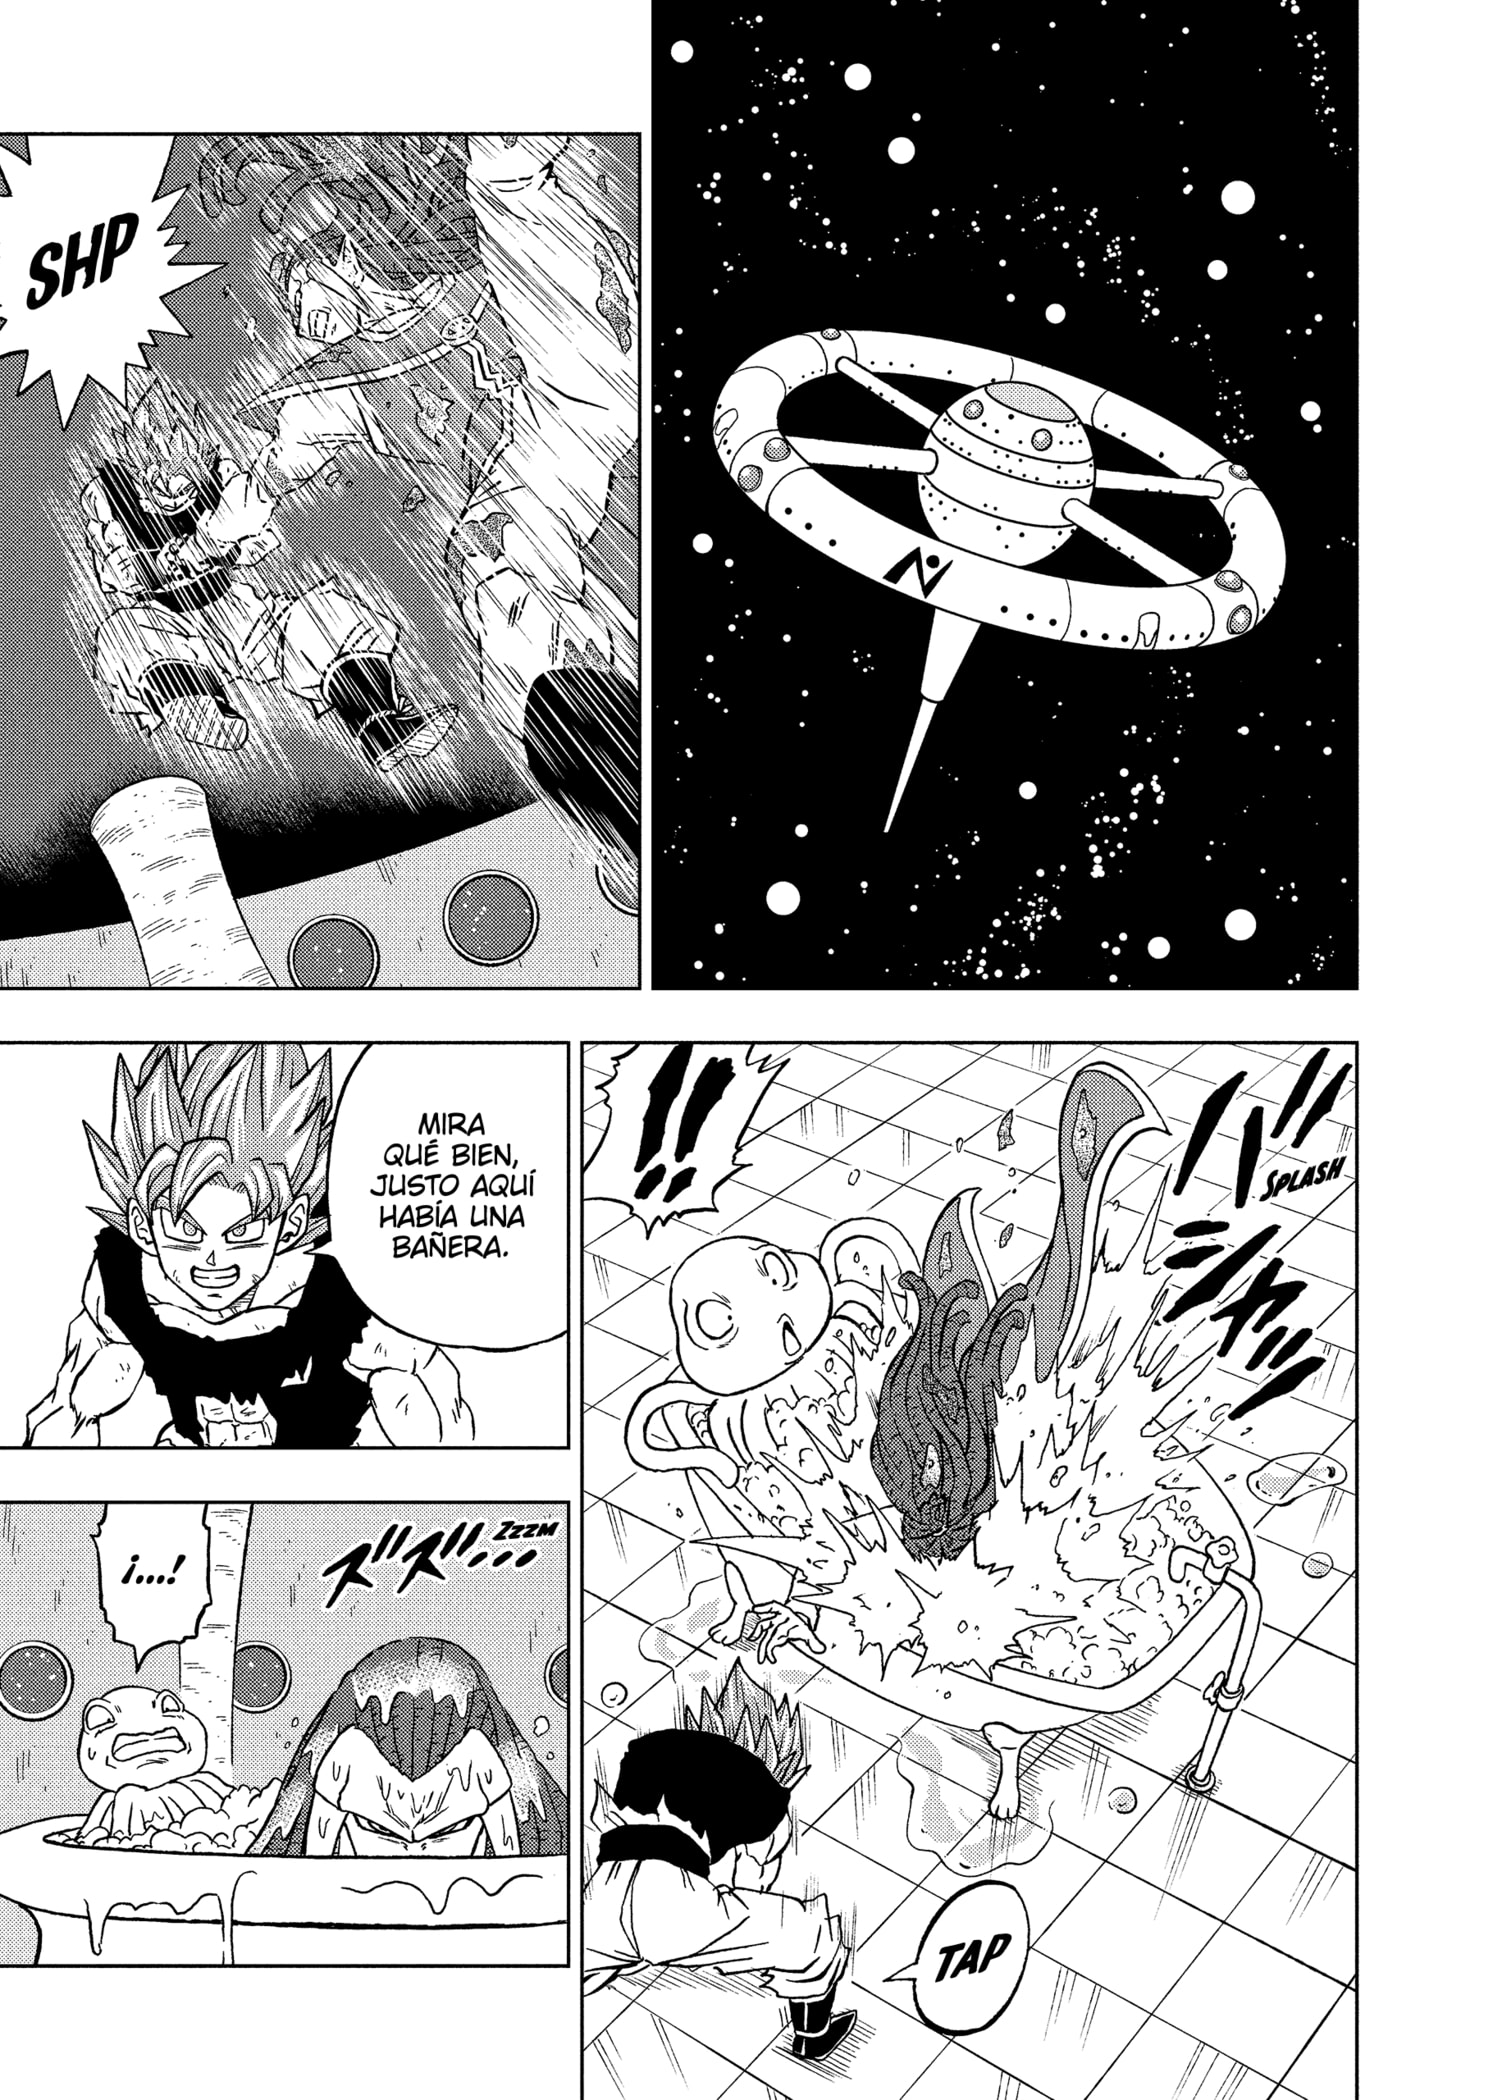 N
SHP
!!
バシャッ
SPLASH
TAP
MIRA
QUÉ BIEN,
JUSTO AQUÍ
HABÍA UNA
BAÑERA.
ズズ...
ZZZM
¡...!